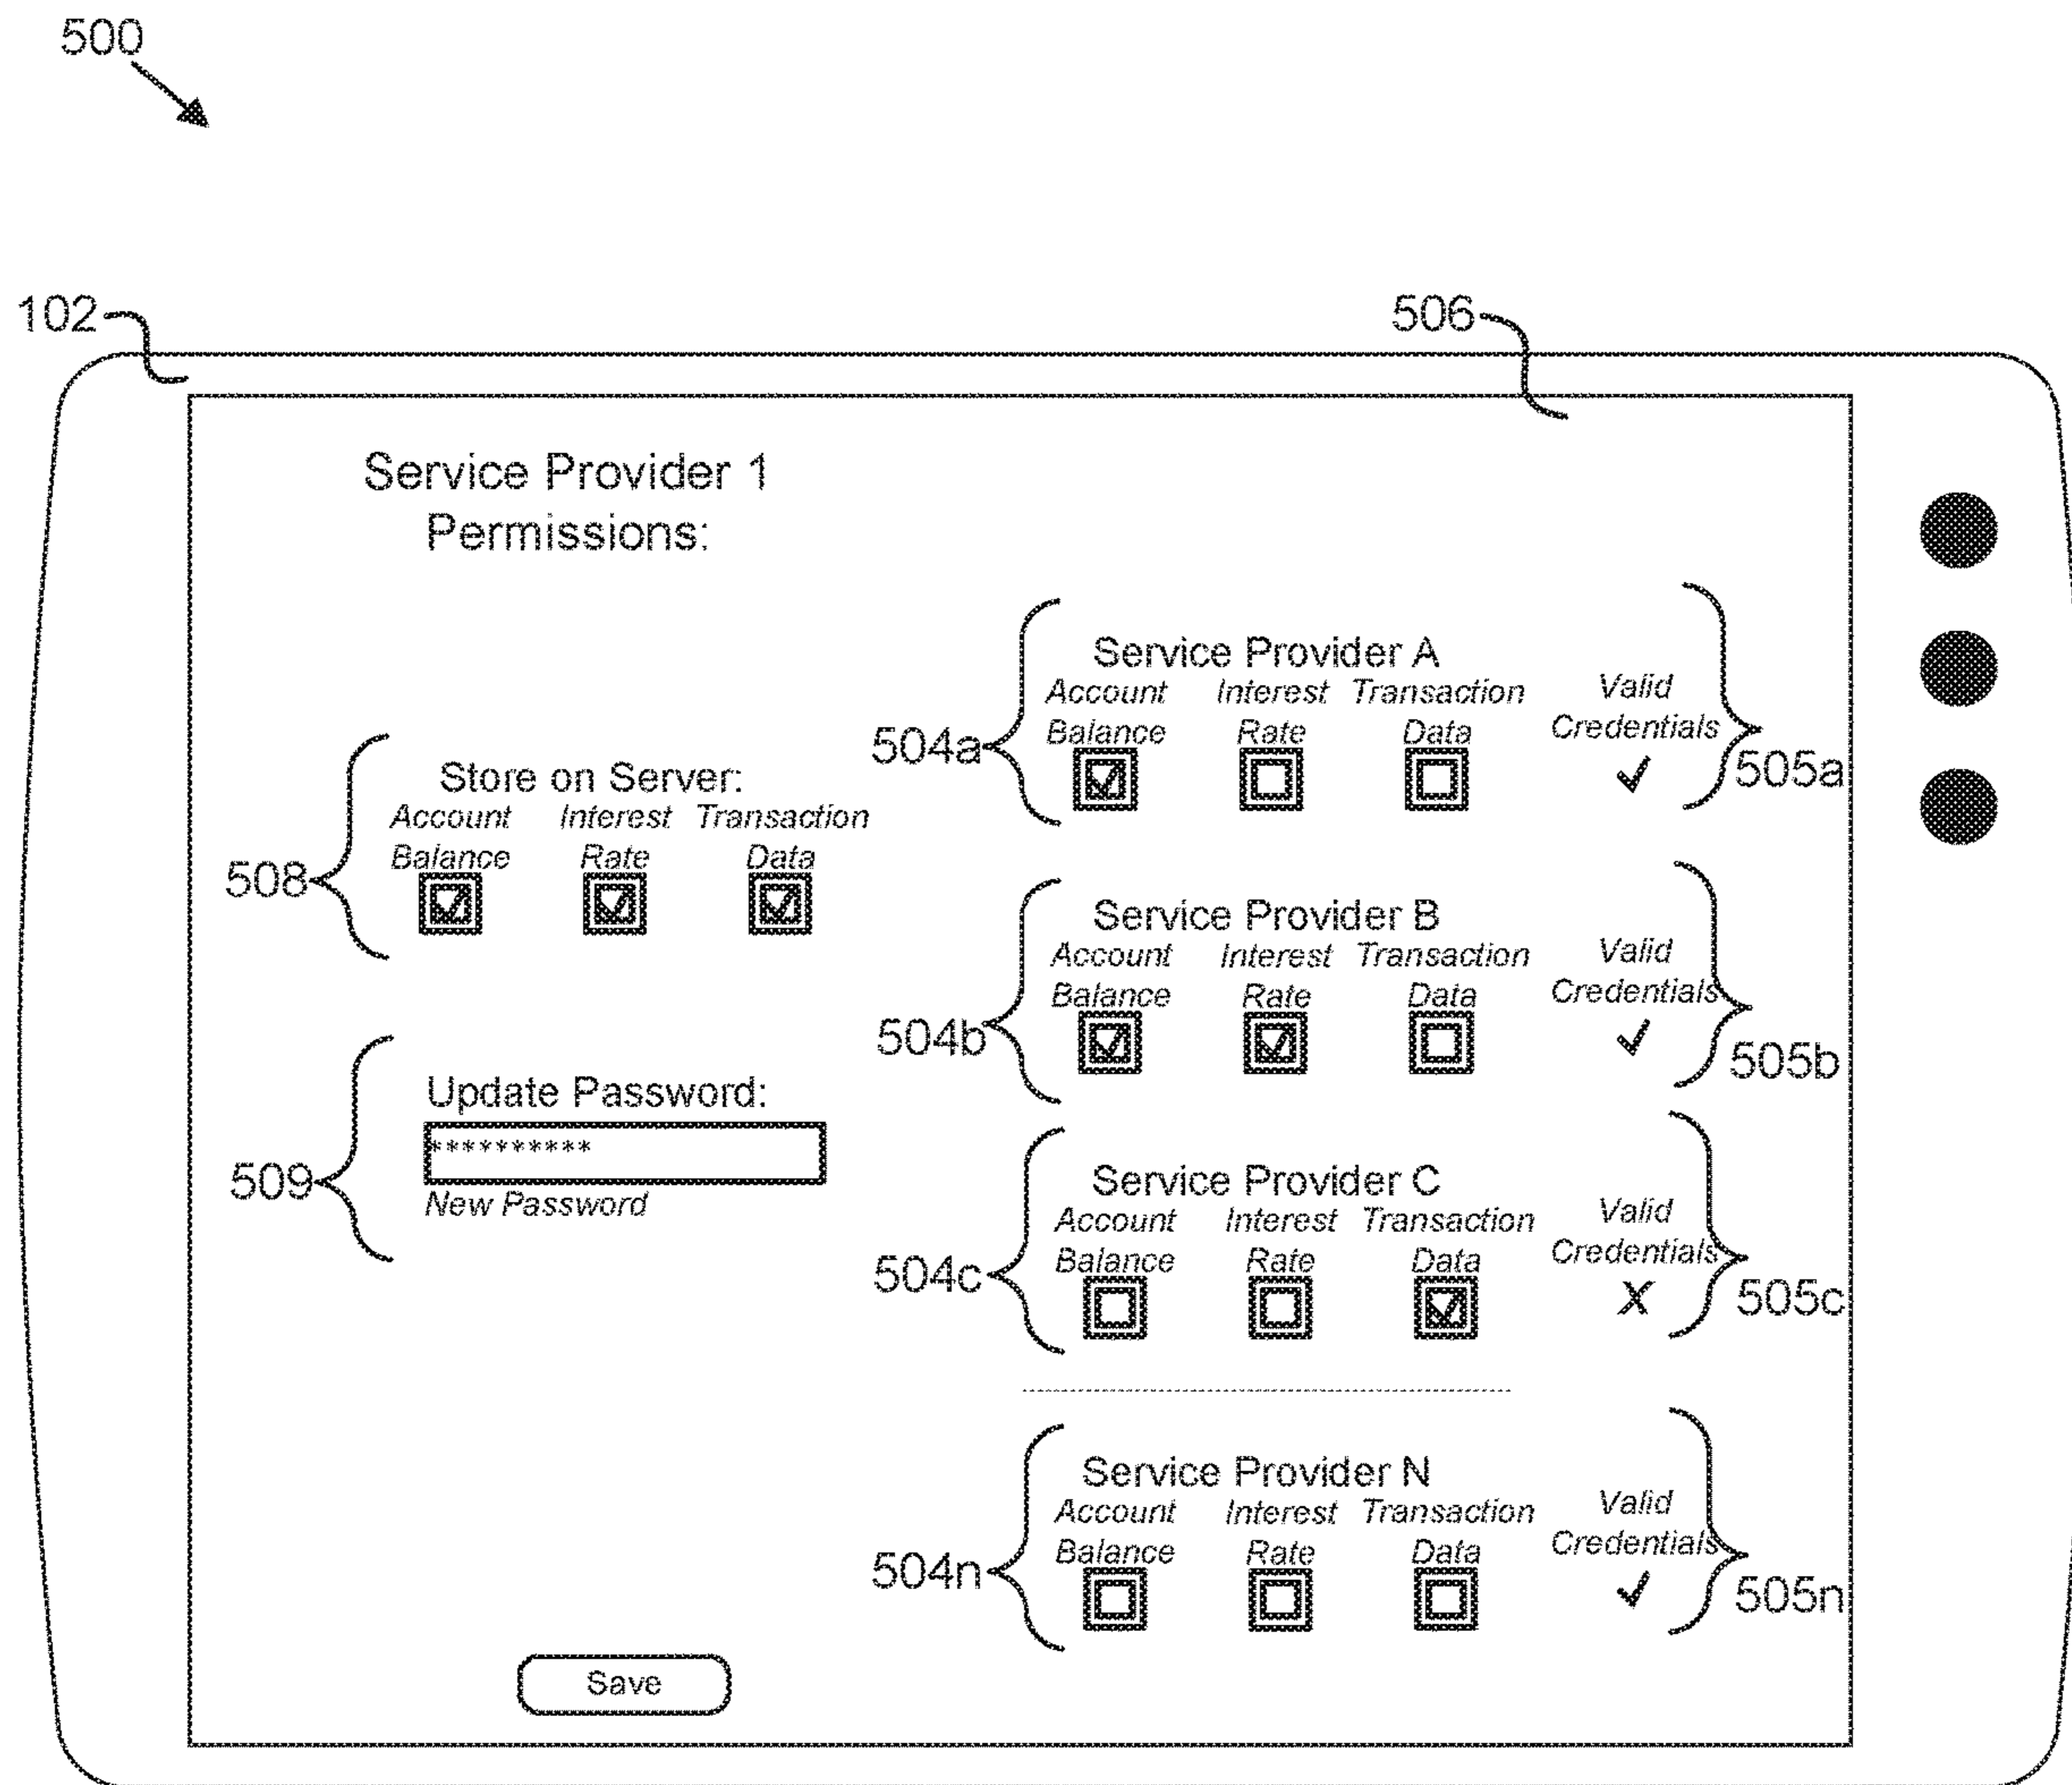 500
102
506
Service Provider 1
Permissions:
504a
Service Provider A
Account Interest Transaction Valid
Balance Rate Data Credentials
505a
508
Store on Server:
Account Interest Transaction
Balance Rate Data
504b
Service Provider B
Account Interest Transaction Valid
Balance Rate Data Credentials
505b
509
Update Password:
**********
New Password
504c
Service Provider C
Account Interest Transaction Valid
Balance Rate Data Credentials
X
505c
504n
Service Provider N
Account Interest Transaction Valid
Balance Rate Data Credentials
505n
Save